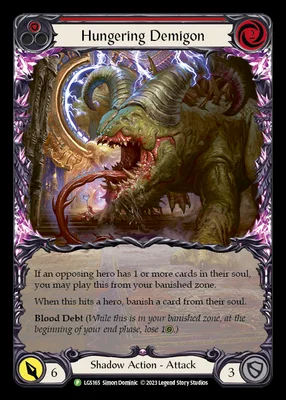 Hungering Demigon
If an opposing hero has 1 or more cards in their soul,
you may play this from your banished zone.
When this hits a hero, banish a card from their soul.
Blood Debt (While this is in your banished zone, at the
beginning of your end phase, lose 1.)
6
Shadow Action - Attack
3
P LGS165 Simon Dominic © 2023 Legend Story Studios